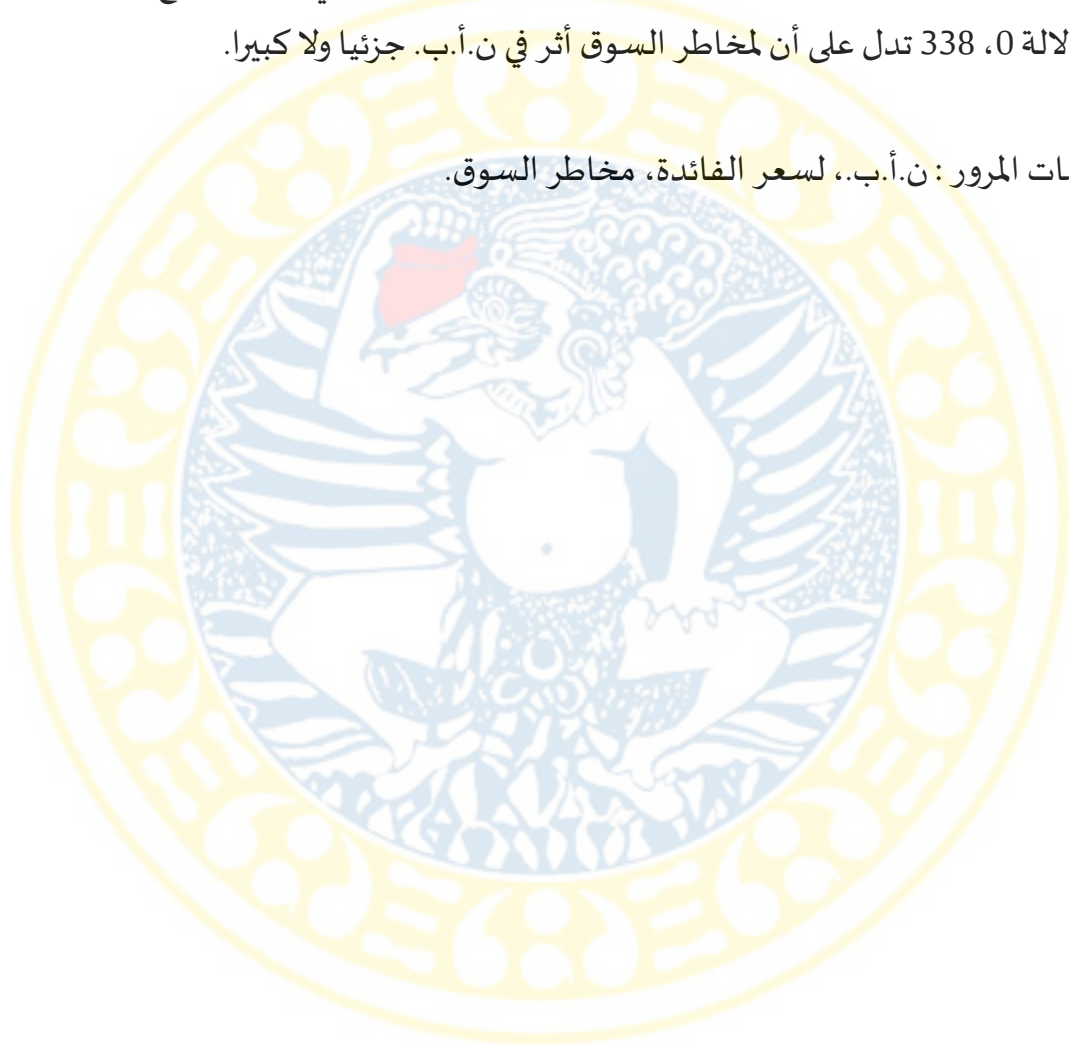 لالة 0، 338 تدل على أن لمخاطر السوق أثر في ن.أ.ب. جزئيا ولا كبيرا.
ات المرور : ن.أ.ب.، لسعر الفائدة، مخاطر السوق.